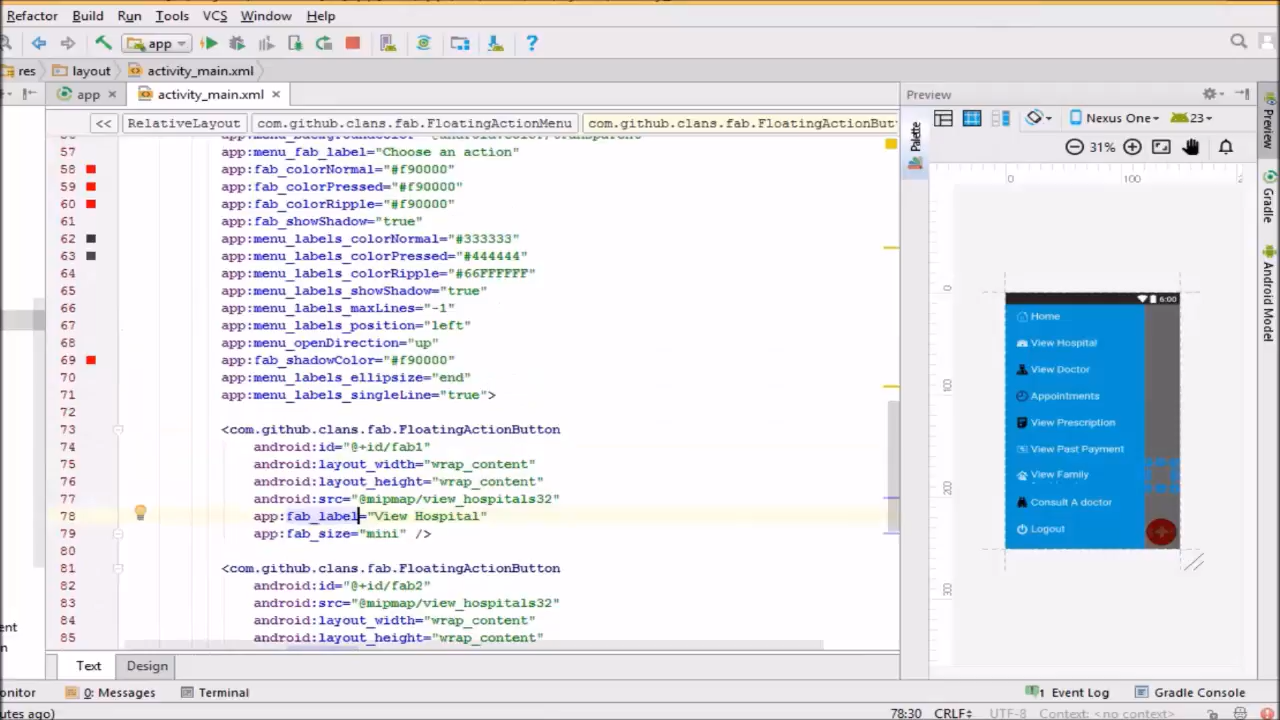 Refactor Build Run Tools VCS Window Help
app
res layout activity_main.xml
app activity_main.xml Preview
<< RelativeLayout com.github.clans.fab.FloatingActionMenu com.github.clans.fab.FloatingActionBut
Palette
Nexus One 23
31%
57 app:menu_fab_label="Choose an action"
58 app:fab_colorNormal="#f90000"
59 app:fab_colorPressed="#f90000"
60 app:fab_colorRipple="#f90000"
61 app:fab_showShadow="true"
62 app:menu_labels_colorNormal="#333333"
63 app:menu_labels_colorPressed="#444444"
64 app:menu_labels_colorRipple="#66FFFFFF"
65 app:menu_labels_showShadow="true"
66 app:menu_labels_maxLines="-1"
67 app:menu_labels_position="left"
68 app:menu_openDirection="up"
69 app:fab_shadowColor="#f90000"
70 app:menu_labels_ellipsize="end"
71 app:menu_labels_singleLine="true">
72
73 <com.github.clans.fab.FloatingActionButton
74 android:id="@+id/fab1"
75 android:layout_width="wrap_content"
76 android:layout_height="wrap_content"
77 android:src="@mipmap/view_hospitals32"
78 app:fab_label="View Hospital"
79 app:fab_size="mini" />
80
81 <com.github.clans.fab.FloatingActionButton
82 android:id="@+id/fab2"
83 android:src="@mipmap/view_hospitals32"
84 android:layout_width="wrap_content"
85 android:layout_height="wrap_content"
0 100 2
0
100
200
300
6:00
Home
View Hospital
View Doctor
Appointments
View Prescription
View Past Payment
View Family
Consult A doctor
Logout
Preview
Gradle
Android Model
Text Design
onitor 0: Messages Terminal 1 Event Log Gradle Console
utes ago) 78:30 CRLF UTF-8 Context: <no context>